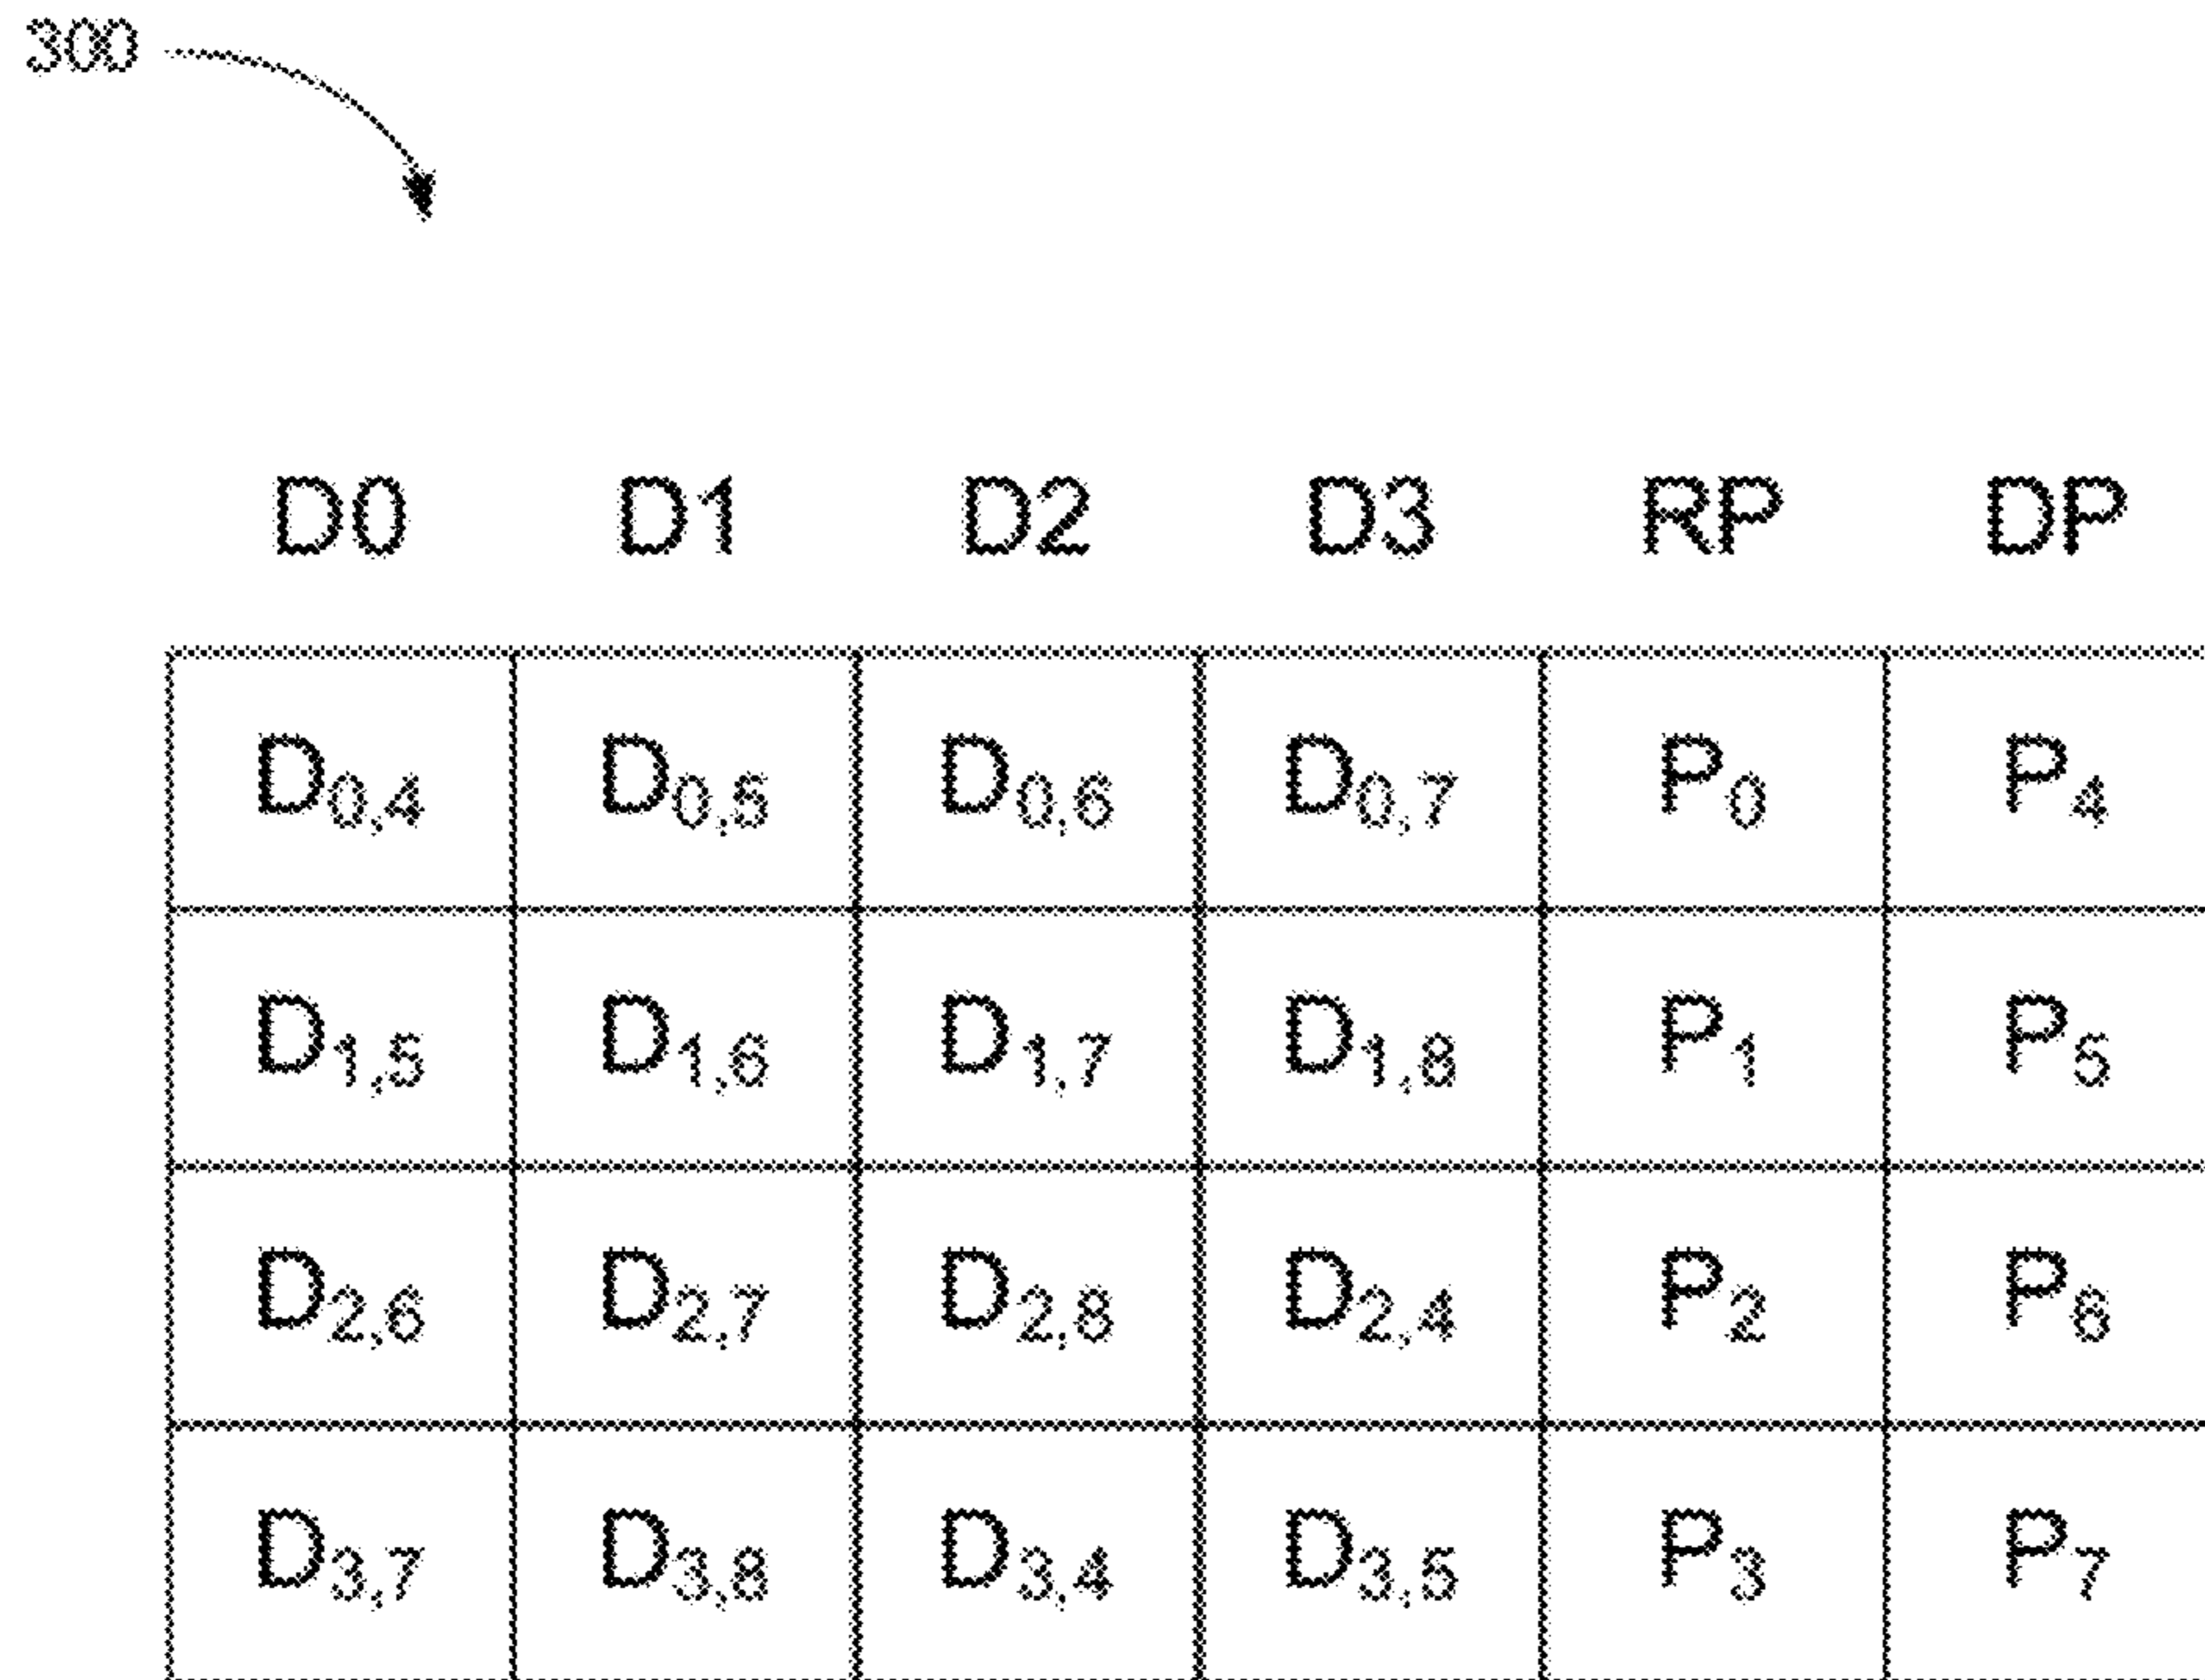 300
D0 D1 D2 D3 RP DP
D0,4 D0,5 D0,6 D0,7 P0 P4
D1,5 D1,6 D1,7 D1,8 P1 P5
D2,6 D2,7 D2,8 D2,4 P2 P6
D3,7 D3,8 D3,4 D3,5 P3 P7